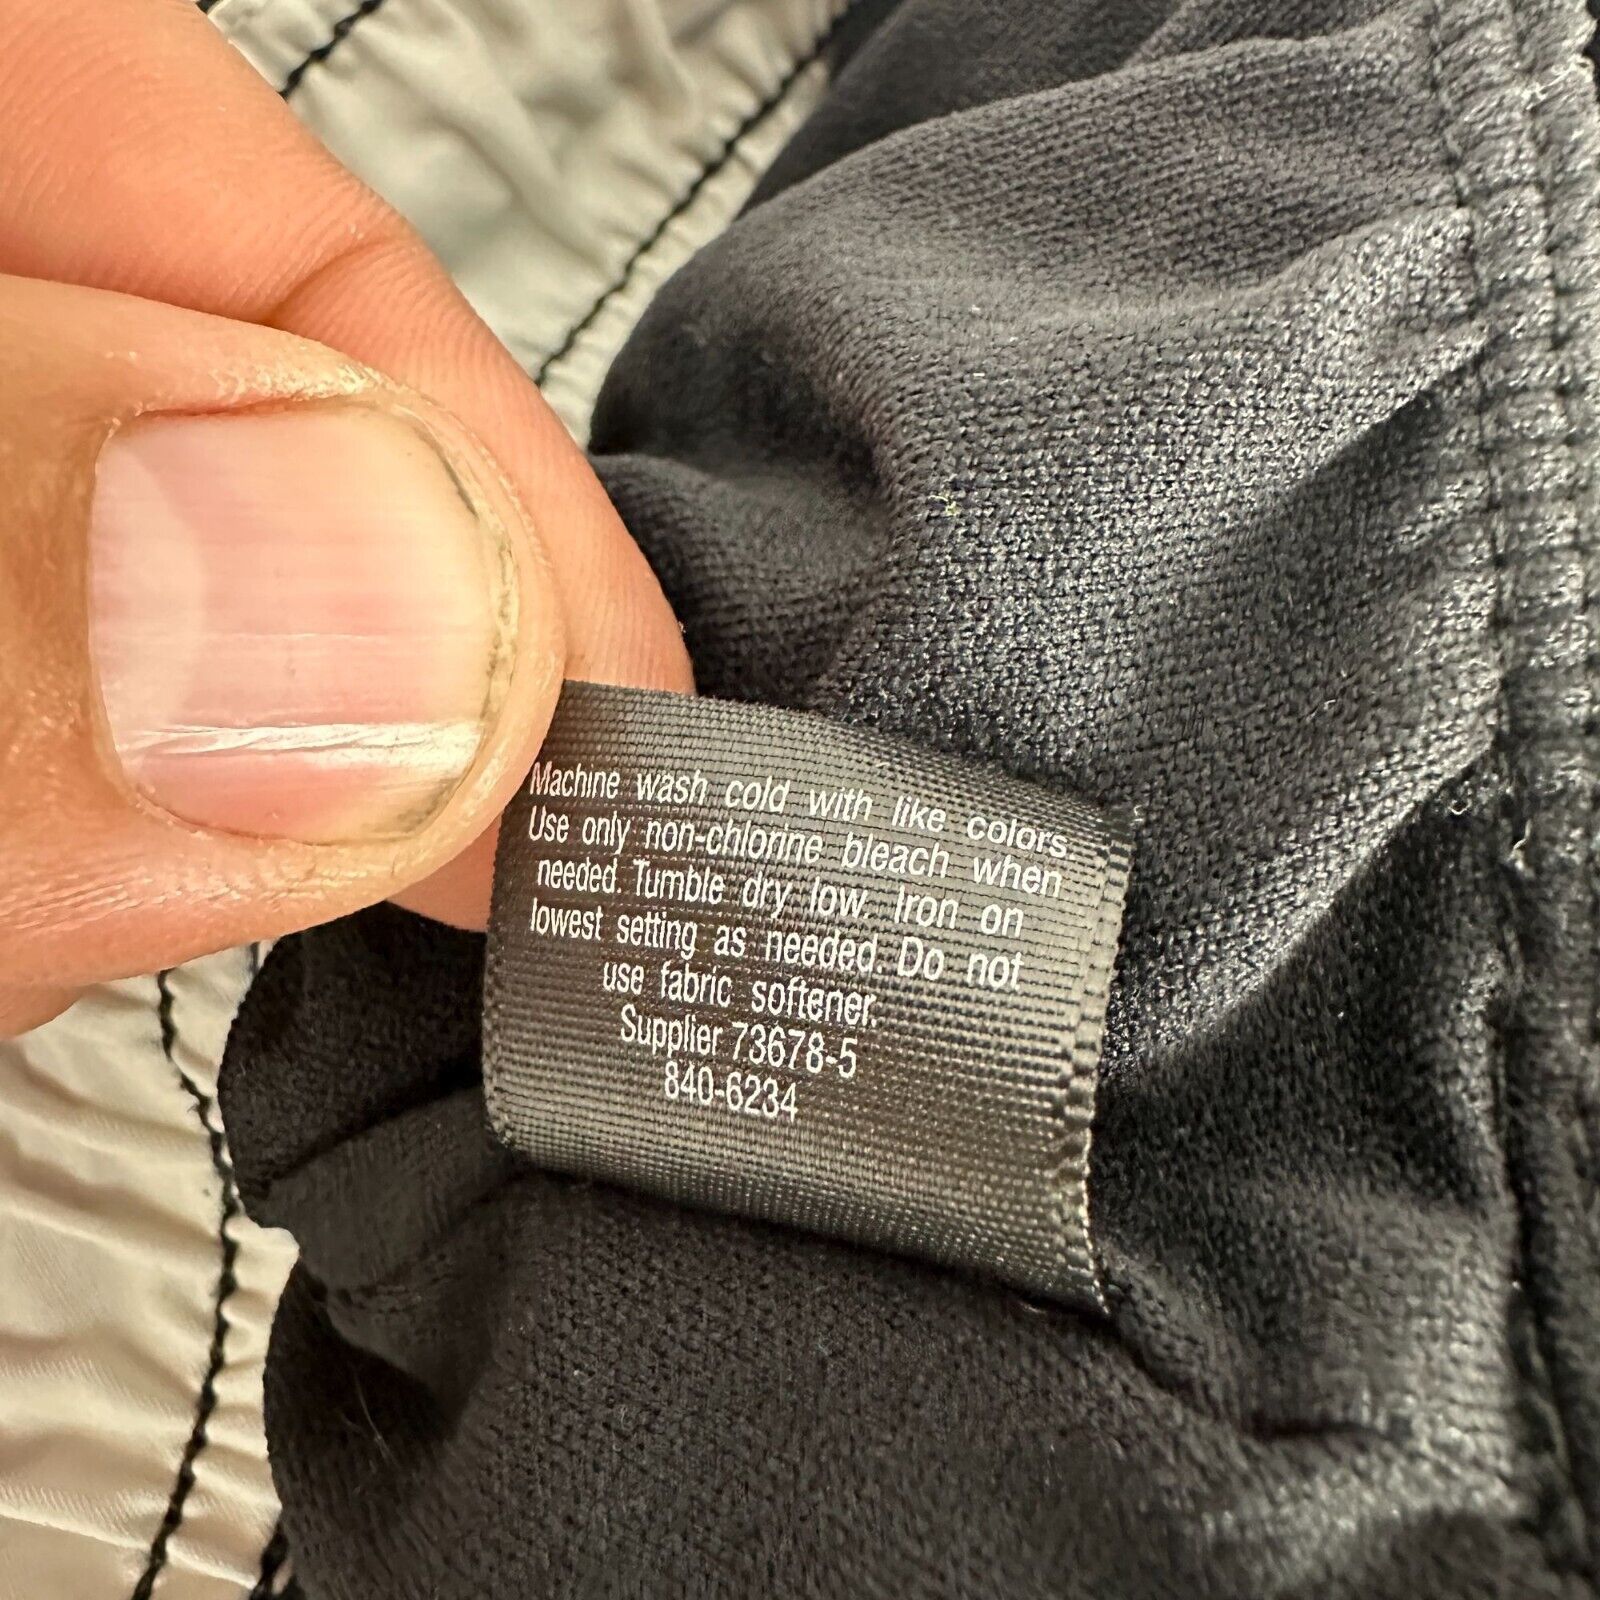 Machine wash cold with like colors.
Use only non-chlorine bleach when
needed. Tumble dry low. Iron on
lowest setting as needed. Do not
use fabric softener.
Supplier 73678-5
840-6234